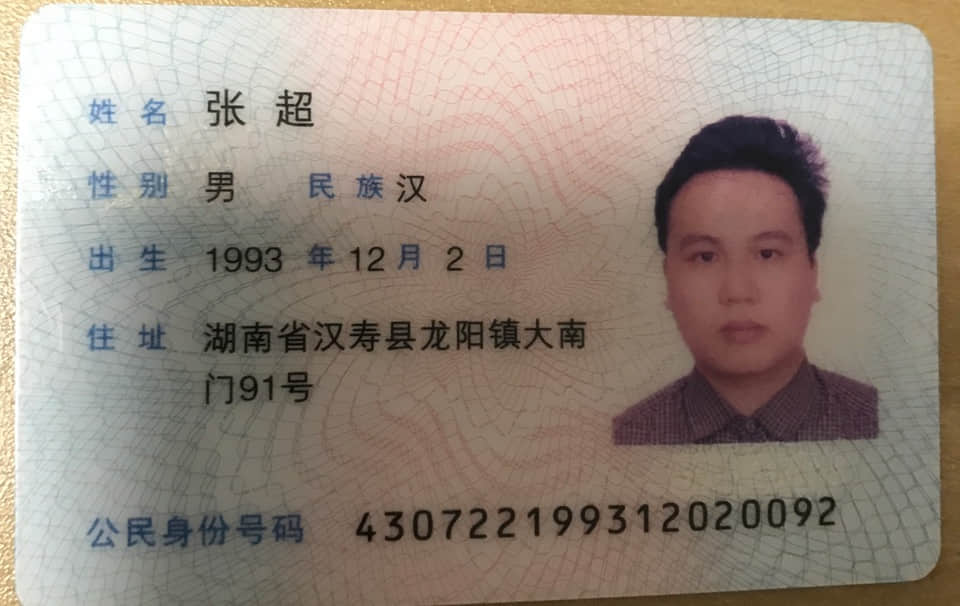 姓名 张超
性别 男 民族 汉
出生 1993 年 12 月 2 日
住址 湖南省汉寿县龙阳镇大南
门91号
公民身份号码 430722199312020092